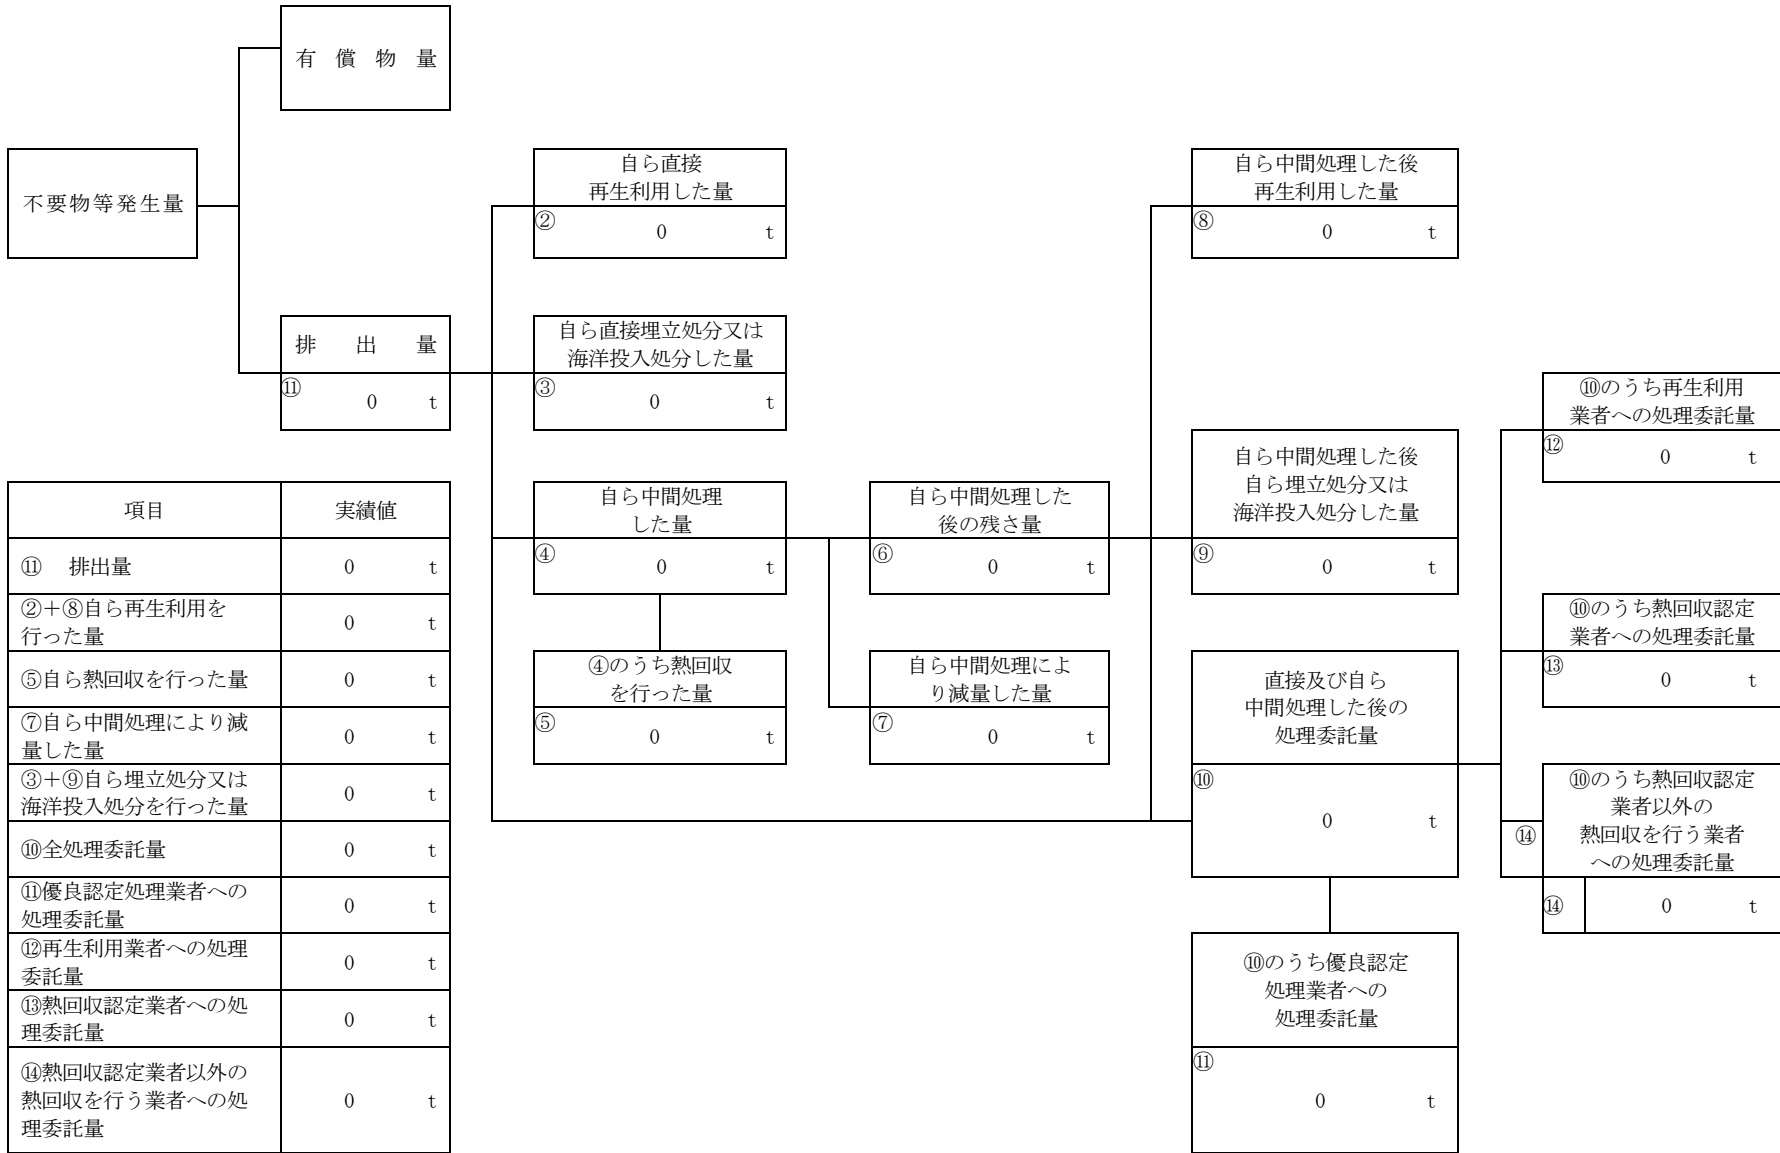 有償物量
不要物等発生量
自ら直接
再生利用した量
② 0 t
自ら中間処理した後
再生利用した量
⑧ 0 t
排出量
⑪ 0 t
自ら直接埋立処分又は
海洋投入処分した量
③ 0 t
⑩のうち再生利用
業者への処理委託量
⑫ 0 t
自ら中間処理した後
自ら埋立処分又は
海洋投入処分した量
⑨ 0 t
自ら中間処理
した量
④ 0 t
自ら中間処理した
後の残さ量
⑥ 0 t
⑩のうち熱回収認定
業者への処理委託量
⑬ 0 t
④のうち熱回収
を行った量
⑤ 0 t
自ら中間処理によ
り減量した量
⑦ 0 t
直接及び自ら
中間処理した後の
処理委託量
⑩ 0 t
⑩のうち熱回収認定
業者以外の
熱回収を行う業者
への処理委託量
⑭
⑭ 0 t
⑩のうち優良認定
処理業者への
処理委託量
⑪ 0 t
項目 実績値
⑪ 排出量 0 t
②+⑧自ら再生利用を
行った量 0 t
⑤自ら熱回収を行った量 0 t
⑦自ら中間処理により減
量した量 0 t
③+⑨自ら埋立処分又は
海洋投入処分を行った量 0 t
⑩全処理委託量 0 t
⑪優良認定処理業者への
処理委託量 0 t
⑫再生利用業者への処理
委託量 0 t
⑬熱回収認定業者への処
理委託量 0 t
⑭熱回収認定業者以外の
熱回収を行う業者への処
理委託量 0 t